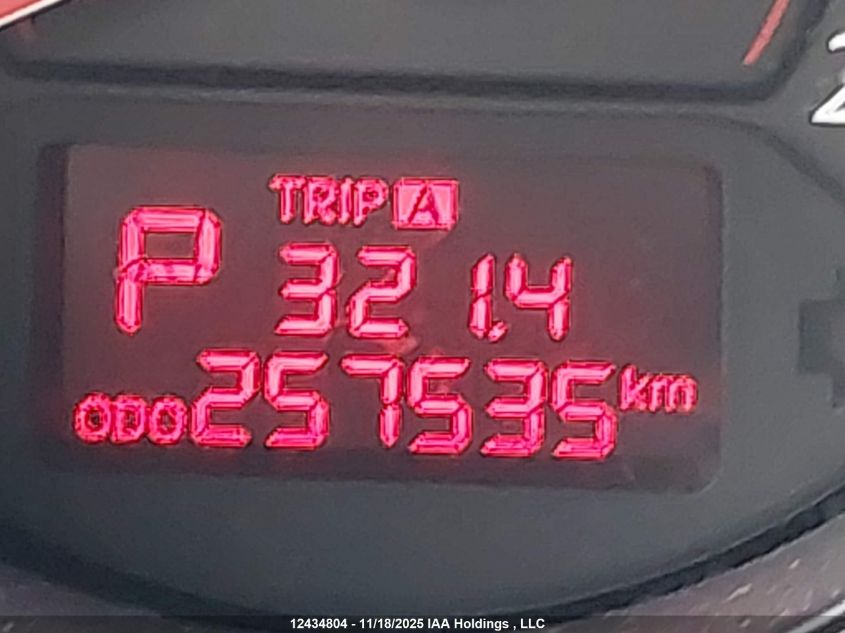 TRIP A
P 321.4
ODO 257535 km
12434804 - 11/18/2025 IAA Holdings , LLC